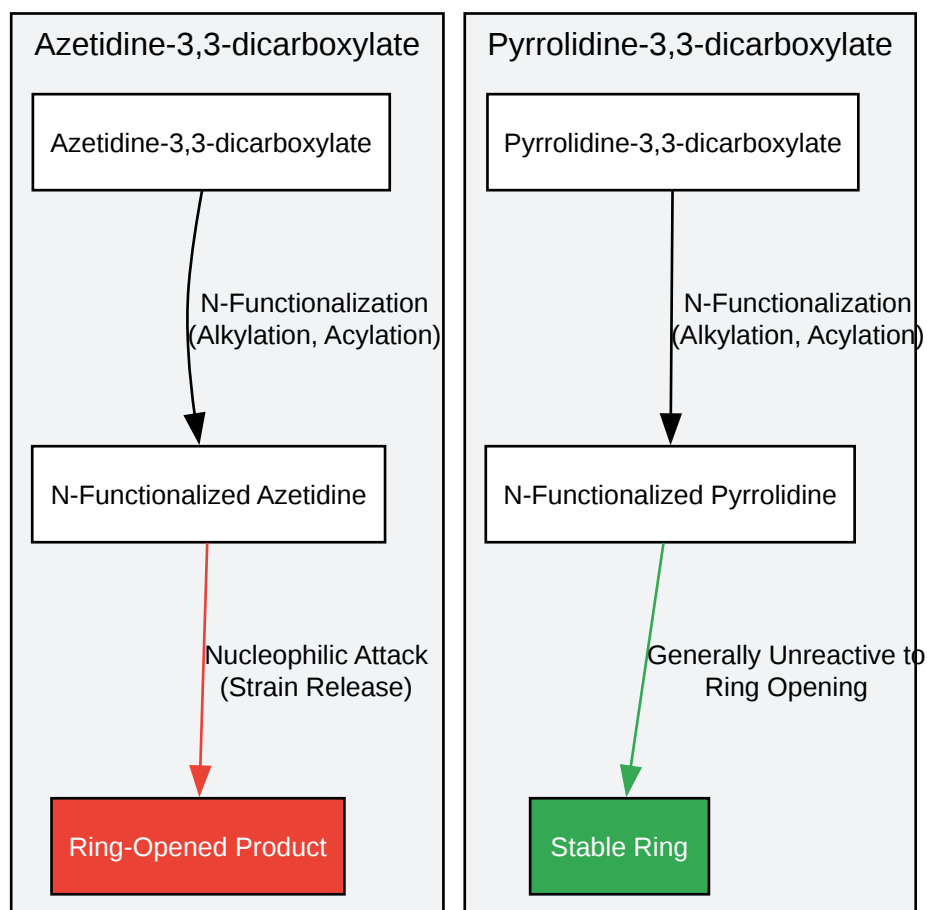 Azetidine-3,3-dicarboxylate
Azetidine-3,3-dicarboxylate
N-Functionalization
(Alkylation, Acylation)
N-Functionalized Azetidine
Nucleophilic Attack
(Strain Release)
Ring-Opened Product
Pyrrolidine-3,3-dicarboxylate
Pyrrolidine-3,3-dicarboxylate
N-Functionalization
(Alkylation, Acylation)
N-Functionalized Pyrrolidine
Generally Unreactive to
Ring Opening
Stable Ring